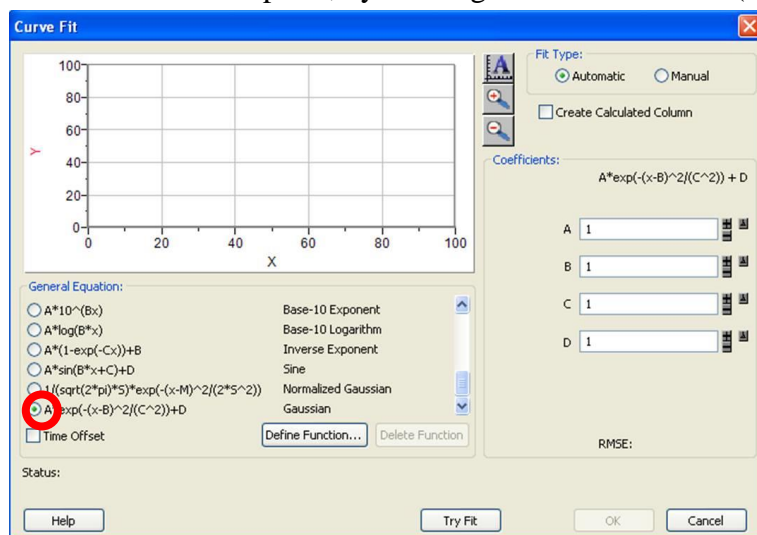 Curve Fit
100
80
60
40
20
0
Y
0 20 40 60 80 100
X
Fit Type:
Automatic Manual
Create Calculated Column
Coefficients:
A*exp(-(x-B)^2/(C^2)) + D
A 1
B 1
C 1
D 1
RMSE:
General Equation:
A*10^(Bx) Base-10 Exponent
A*log(B*x) Base-10 Logarithm
A*(1-exp(-Cx))+B Inverse Exponent
A*sin(B*x+C)+D Sine
1/(sqrt(2*pi)*S)*exp(-(x-M)^2/(2*S^2)) Normalized Gaussian
A*exp(-(x-B)^2/(C^2))+D Gaussian
Time Offset Define Function... Delete Function
Status:
Help Try Fit OK Cancel